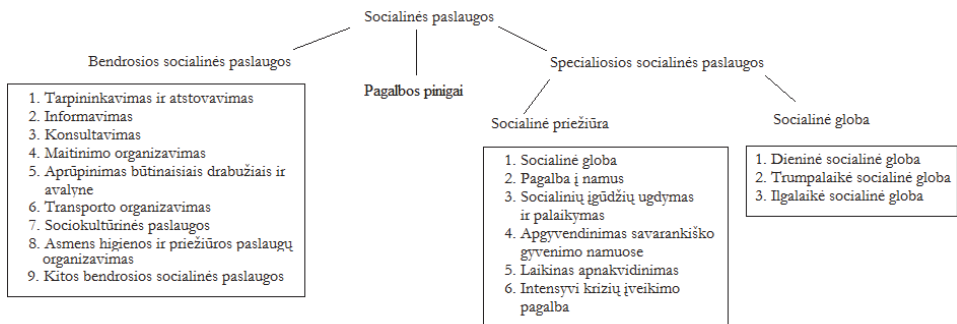 Socialinės paslaugos
Bendrosios socialinės paslaugos
1. Tarpininkavimas ir atstovavimas
2. Informavimas
3. Konsultavimas
4. Maitinimo organizavimas
5. Aprūpinimas būtinaisiais drabužiais ir
avalyne
6. Transporto organizavimas
7. Sociokultūrinės paslaugos
8. Asmens higienos ir priežiūros paslaugų
organizavimas
9. Kitos bendrosios socialinės paslaugos
Pagalbos pinigai
Specialiosios socialinės paslaugos
Socialinė priežiūra
1. Socialinė globa
2. Pagalba į namus
3. Socialinių įgūdžių ugdymas
ir palaikymas
4. Apgyvendinimas savarankiško
gyvenimo namuose
5. Laikinas apnakvidinimas
6. Intensyvi krizių įveikimo
pagalba
Socialinė globa
1. Dieninė socialinė globa
2. Trumpalaikė socialinė globa
3. Ilgalaikė socialinė globa